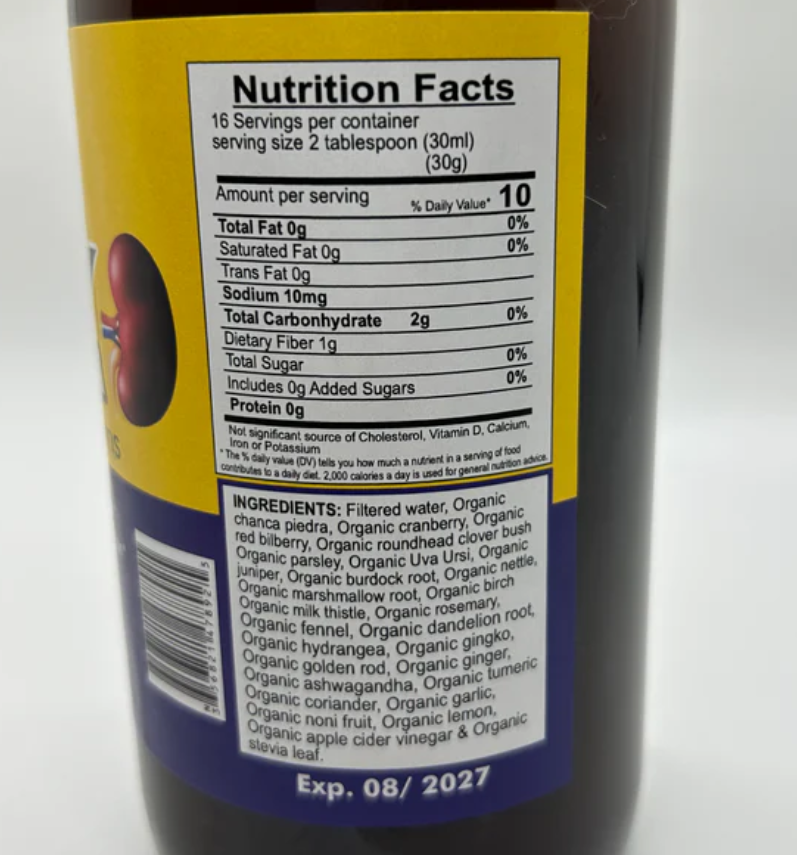 Nutrition Facts
16 Servings per container
serving size 2 tablespoon (30ml)
(30g)
Amount per serving
% Daily Value* 10
Total Fat 0g 0%
Saturated Fat 0g 0%
Trans Fat 0g
Sodium 10mg
Total Carbonhydrate 2g 0%
Dietary Fiber 1g
Total Sugar 0%
Includes 0g Added Sugars 0%
Protein 0g
Not significant source of Cholesterol, Vitamin D, Calcium,
Iron or Potassium
* The % daily value (DV) tells you how much a nutrient in a serving of food
contributes to a daily diet. 2,000 calories a day is used for general nutrition advice.
INGREDIENTS: Filtered water, Organic
chanca piedra, Organic cranberry, Organic
red bilberry, Organic roundhead clover bush
Organic parsley, Organic Uva Ursi, Organic
juniper, Organic burdock root, Organic nettle,
Organic marshmallow root, Organic birch
Organic milk thistle, Organic rosemary,
Organic fennel, Organic dandelion root,
Organic hydrangea, Organic gingko,
Organic golden rod, Organic ginger,
Organic ashwagandha, Organic tumeric
Organic coriander, Organic garlic,
Organic noni fruit, Organic lemon,
Organic apple cider vinegar & Organic
stevia leaf.
Exp. 08/ 2027